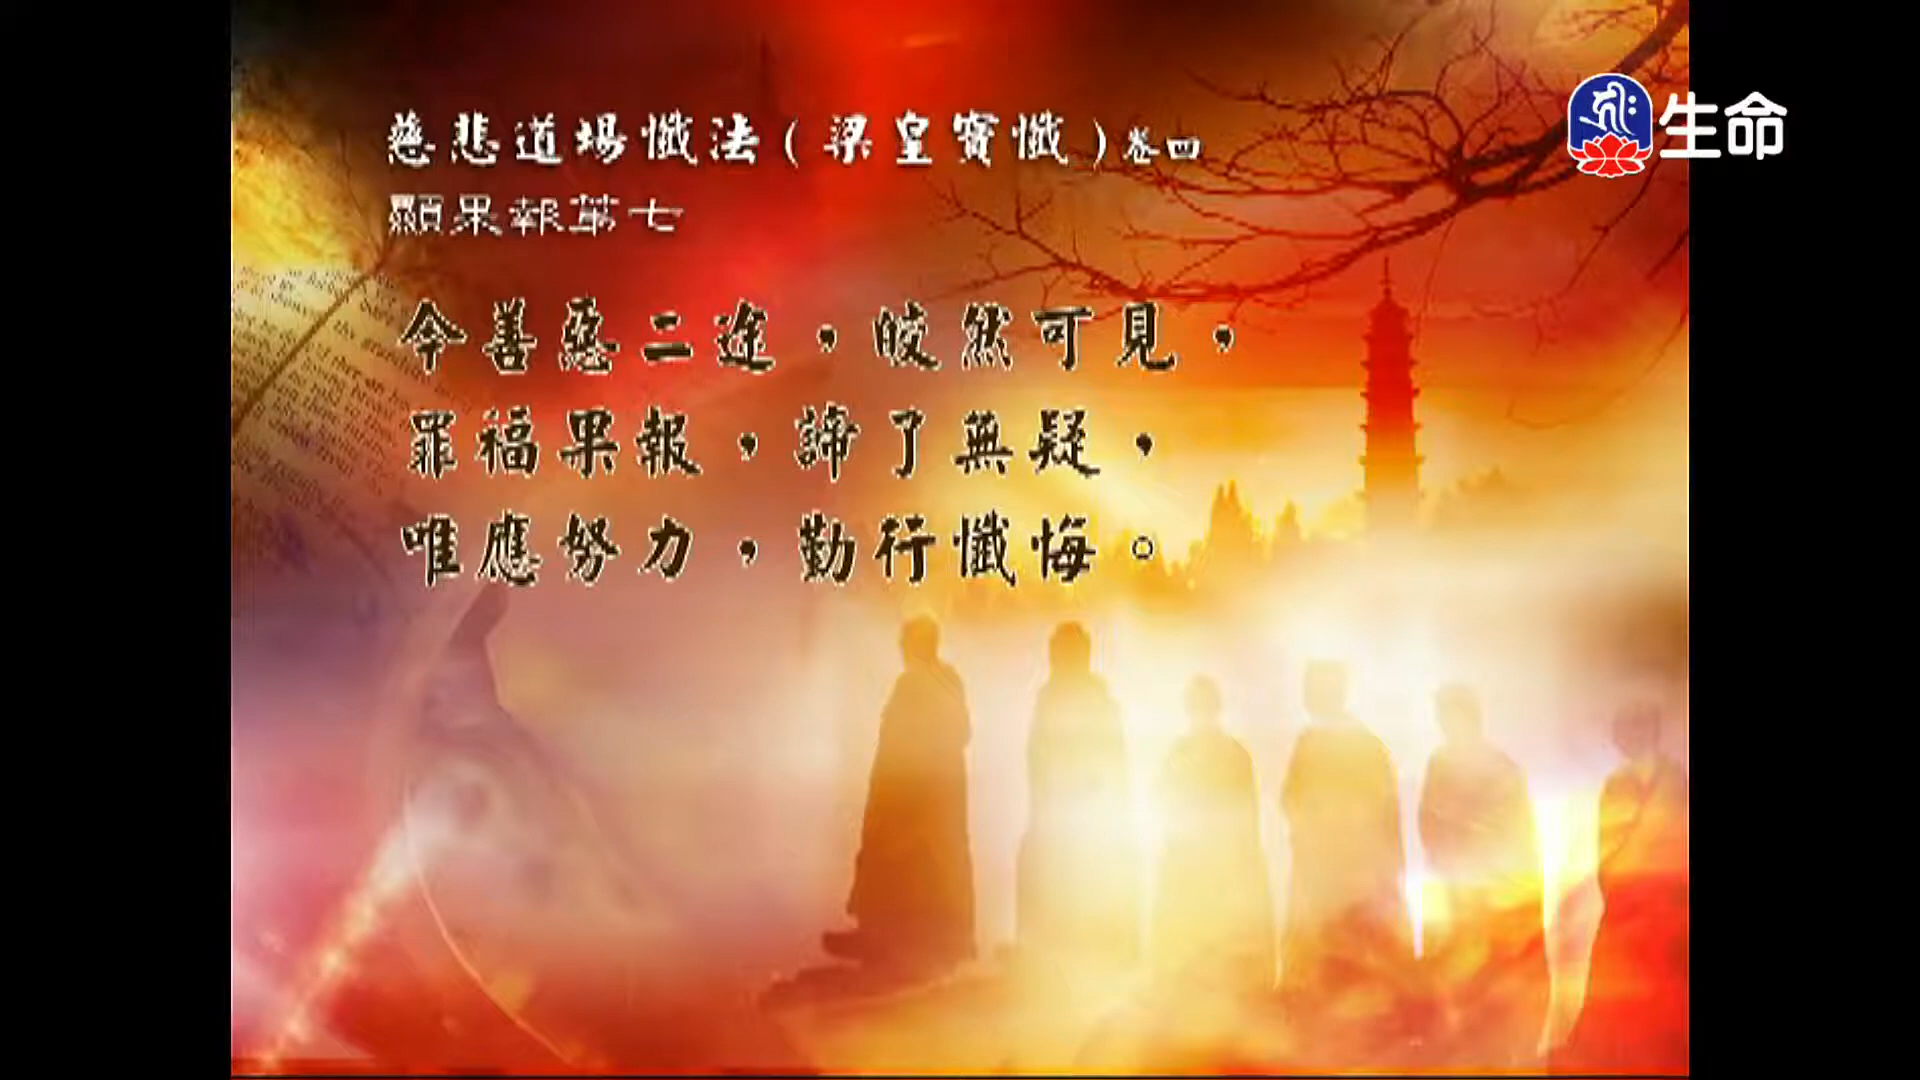 慈悲道場懺法(梁皇寶懺)卷四
顯果報第七
生命
今善惡二途，皎然可見，
罪福果報，諦了無疑，
唯應努力，勤行懺悔。